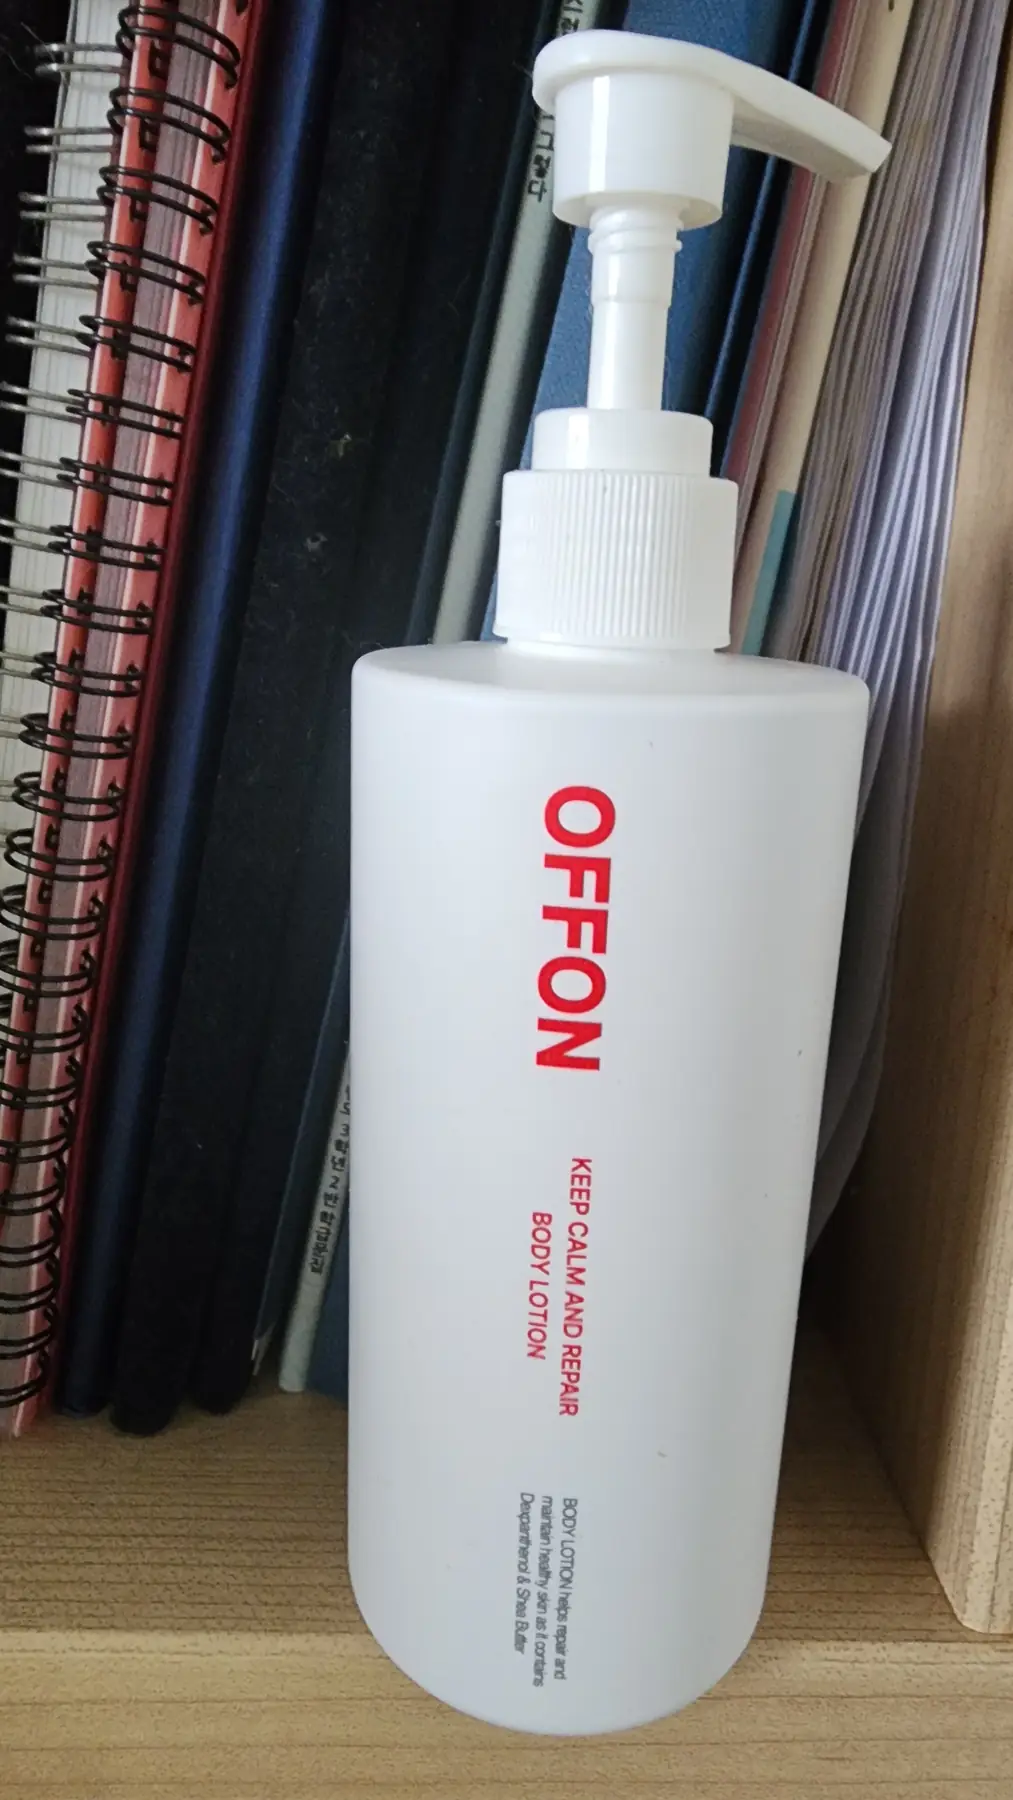 OFFON
KEEP CALM AND REPAIR
BODY LOTION
BODY LOTION helps repair and
maintain healthy skin as it contains
Dexpanthenol & Shea Butter